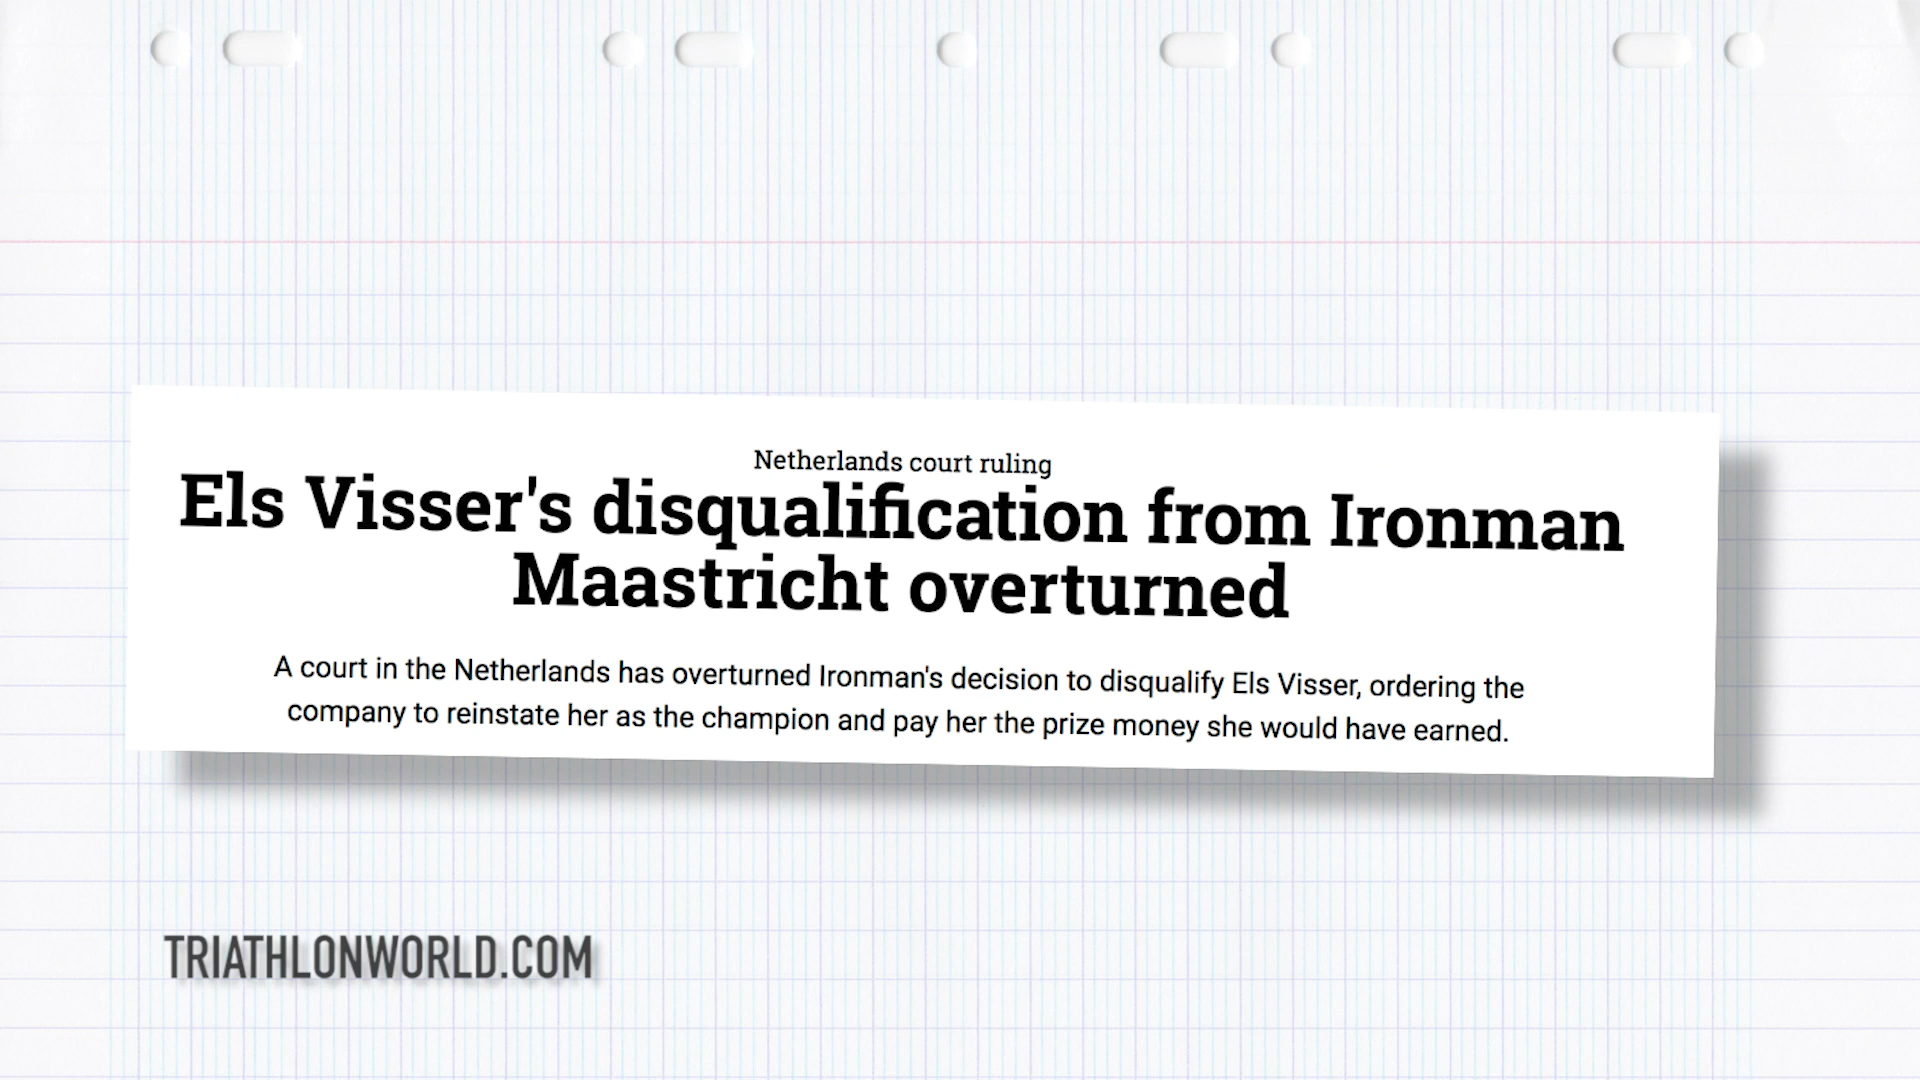 Netherlands court ruling
Els Visser's disqualification from Ironman
Maastricht overturned
A court in the Netherlands has overturned Ironman's decision to disqualify Els Visser, ordering the
company to reinstate her as the champion and pay her the prize money she would have earned.
TRIATHLONWORLD.COM